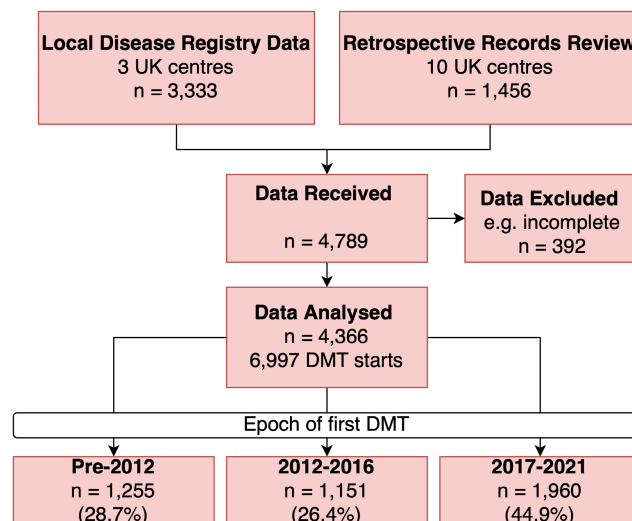 Local Disease Registry Data
3 UK centres
n = 3,333
Retrospective Records Review
10 UK centres
n = 1,456
Data Received
n = 4,789
Data Excluded
e.g. incomplete
n = 392
Data Analysed
n = 4,366
6,997 DMT starts
Epoch of first DMT
Pre-2012
n = 1,255
(28.7%)
2012-2016
n = 1,151
(26.4%)
2017-2021
n = 1,960
(44.9%)